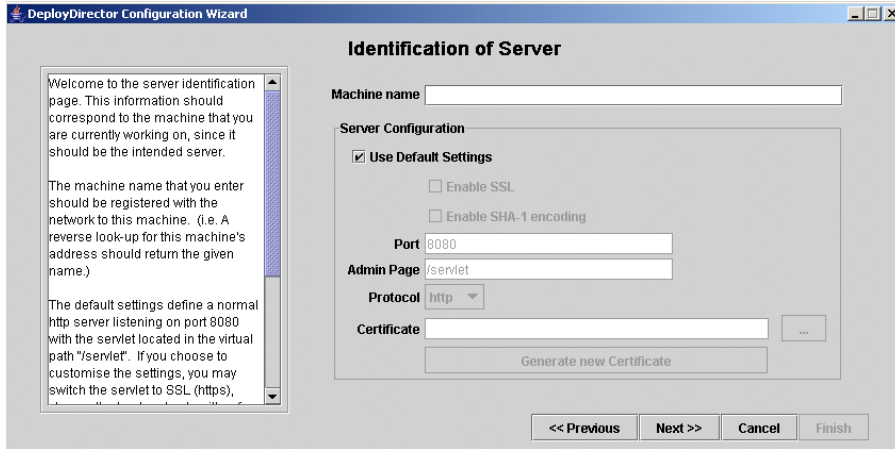 DeployDirector Configuration Wizard
Identification of Server
Welcome to the server identification
page. This information should
correspond to the machine that you
are currently working on, since it
should be the intended server.
The machine name that you enter
should be registered with the
network to this machine. (i.e. A
reverse look-up for this machine's
address should return the given
name.)
The default settings define a normal
http server listening on port 8080
with the servlet located in the virtual
path "/servlet". If you choose to
customise the settings, you may
switch the servlet to SSL (https),
Machine name
Server Configuration
Use Default Settings
Enable SSL
Enable SHA-1 encoding
Port 8080
Admin Page /servlet
Protocol http
Certificate ...
Generate new Certificate
<< Previous Next >> Cancel Finish